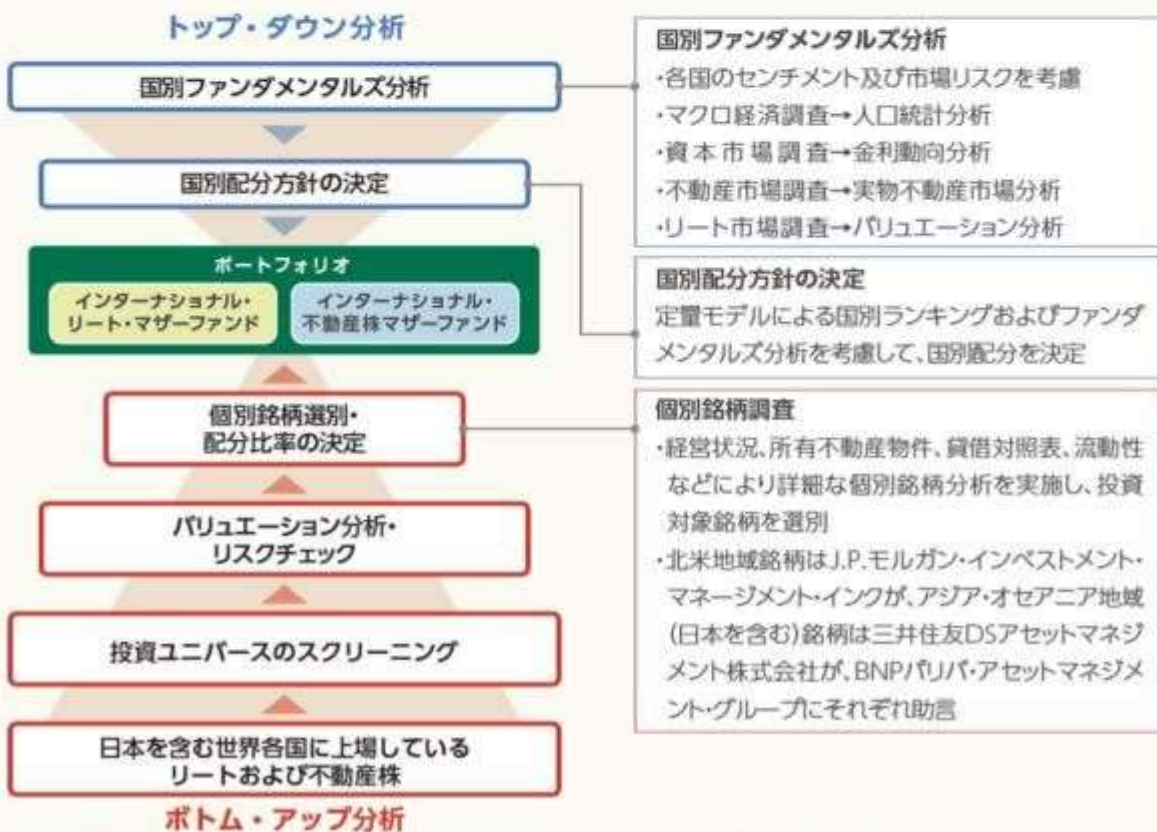 トップ・ダウン分析
国別ファンダメンタルズ分析
国別配分方針の決定
ポートフォリオ
インターナショナル・
リート・マザーファンド
インターナショナル・
不動産株マザーファンド
個別銘柄選別・
配分比率の決定
バリュエーション分析・
リスクチェック
投資ユニバースのスクリーニング
日本を含む世界各国に上場している
リートおよび不動産株
ボトム・アップ分析
国別ファンダメンタルズ分析
・各国のセンチメント及び市場リスクを考慮
・マクロ経済調査→人口統計分析
・資本市場調査→金利動向分析
・不動産市場調査→実物不動産市場分析
・リート市場調査→バリュエーション分析
国別配分方針の決定
定量モデルによる国別ランキングおよびファンダ
メンタルズ分析を考慮して、国別配分を決定
個別銘柄調査
・経営状況、所有不動産物件、貸借対照表、流動性
などにより詳細な個別銘柄分析を実施し、投資
対象銘柄を選別
・北米地域銘柄はJ.P.モルガン・インベストメント・
マネージメント・インクが、アジア・オセアニア地域
(日本を含む)銘柄は三井住友DSアセットマネジ
メント株式会社が、BNPパリバ・アセットマネジメ
ント・グループにそれぞれ助言